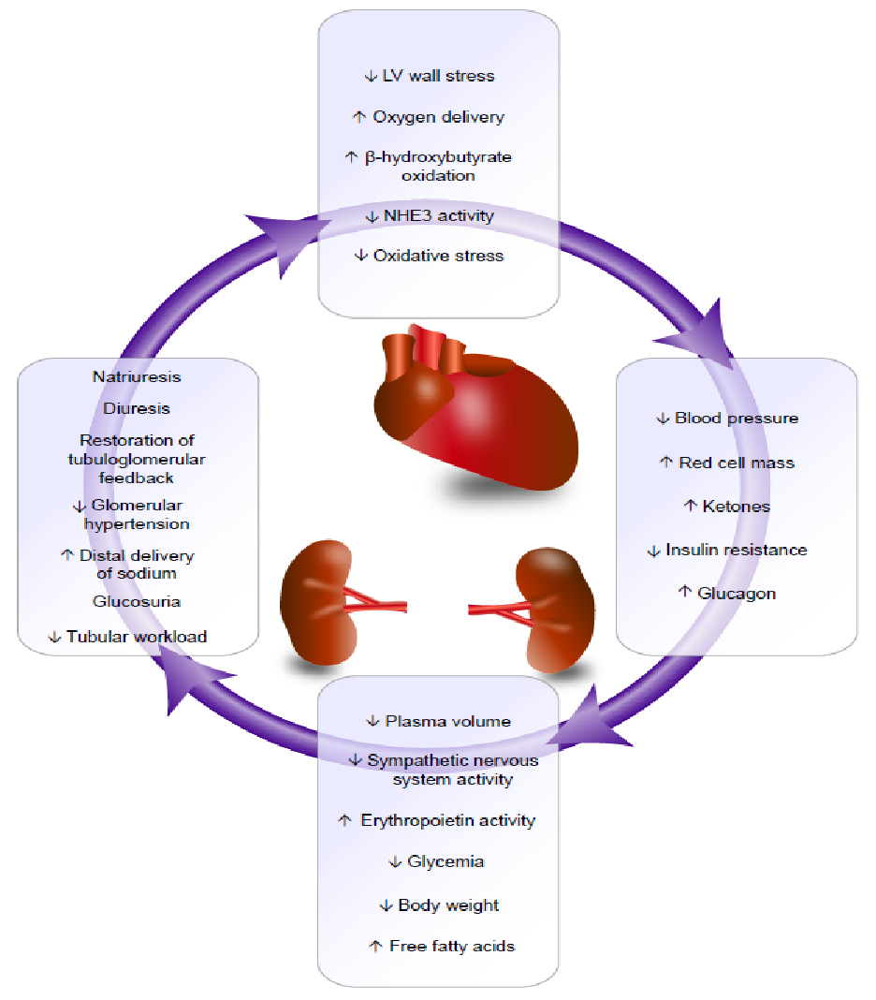 ↓ LV wall stress
↑ Oxygen delivery
↑ β-hydroxybutyrate
oxidation
↓ NHE3 activity
↓ Oxidative stress
Natriuresis
Diuresis
Restoration of
tubuloglomerular
feedback
↓ Glomerular
hypertension
↑ Distal delivery
of sodium
Glucosuria
↓ Tubular workload
↓ Blood pressure
↑ Red cell mass
↑ Ketones
↓ Insulin resistance
↑ Glucagon
↓ Plasma volume
↓ Sympathetic nervous
system activity
↑ Erythropoietin activity
↓ Glycemia
↓ Body weight
↑ Free fatty acids